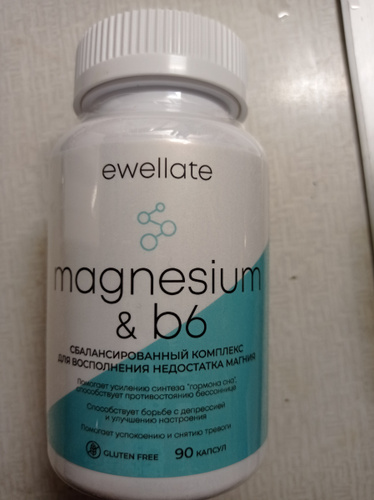 ewellate
magnesium
& b6
СБАЛАНСИРОВАННЫЙ КОМПЛЕКС
ДЛЯ ВОСПОЛНЕНИЯ НЕДОСТАТКА МАГНИЯ
Помогает усилению синтеза "гормона сна",
способствует противостоянию бессоннице
Способствует борьбе с депрессией
и улучшению настроения
Помогает успокоению и снятию тревоги
GLUTEN FREE 90 КАПСУЛ